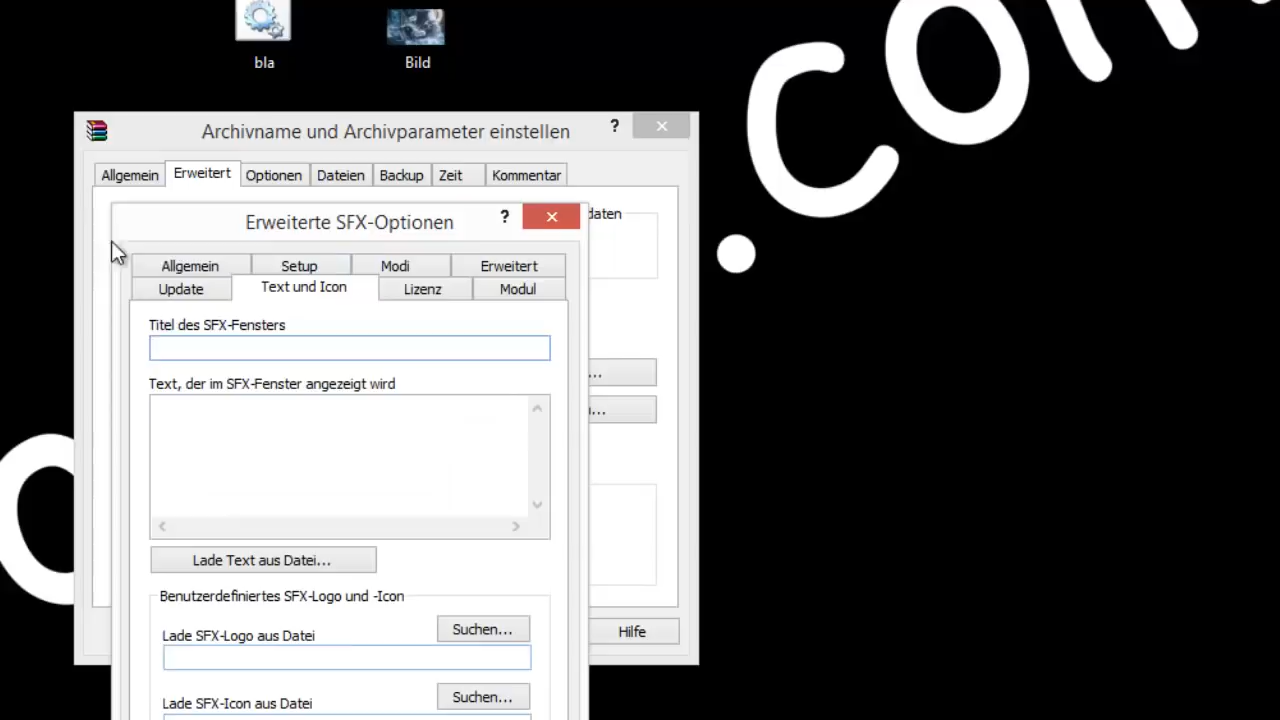 bla
Bild
.con
Archivname und Archivparameter einstellen
?
Allgemein Erweitert Optionen Dateien Backup Zeit Kommentar
daten
Erweiterte SFX-Optionen
?
Allgemein Setup Modi Erweitert
Update Text und Icon Lizenz Modul
Titel des SFX-Fensters
Text, der im SFX-Fenster angezeigt wird
...
...
Lade Text aus Datei...
Benutzerdefiniertes SFX-Logo und -Icon
Lade SFX-Logo aus Datei Suchen...
Hilfe
Lade SFX-Icon aus Datei Suchen...